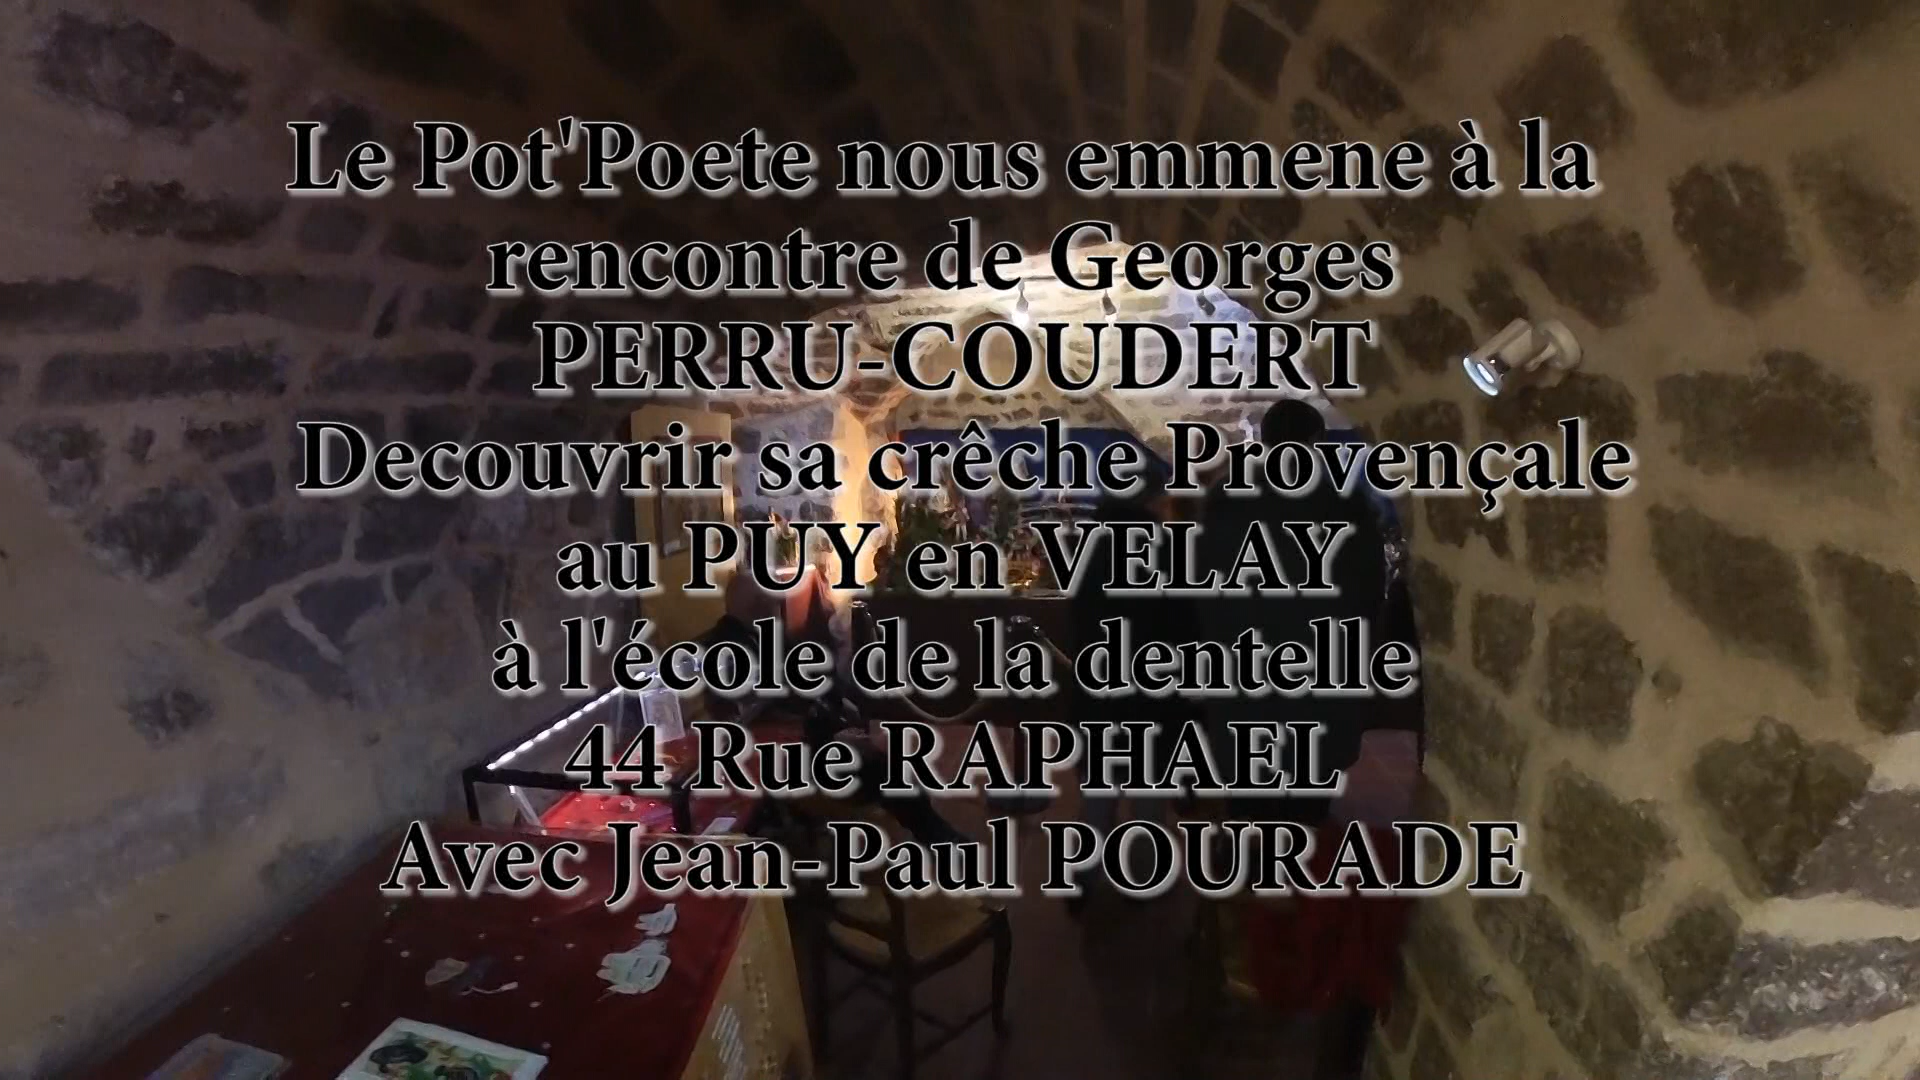 Le Pot'Poete nous emmene à la
rencontre de Georges
PERRU-COUDERT
Decouvrir sa crêche Provençale
au PUY en VELAY
à l'école de la dentelle
44 Rue RAPHAEL
Avec Jean-Paul POURADE